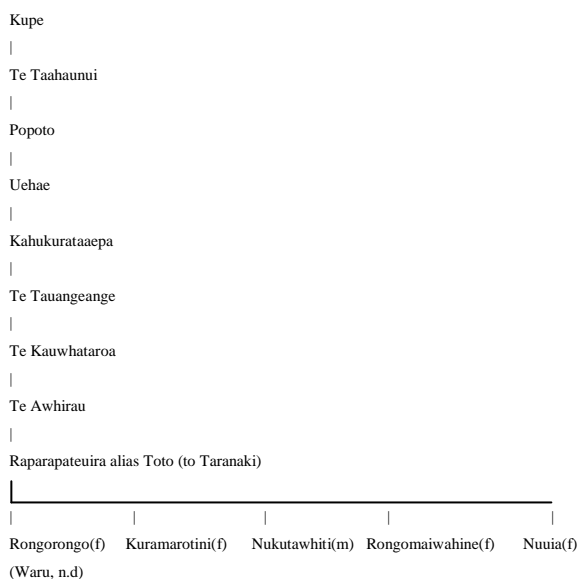 Kupe
|
Te Taahaunui
|
Popoto
|
Uehae
|
Kahukurataaepa
|
Te Tauangeange
|
Te Kauwhataroa
|
Te Awhirau
|
Raparapateuira alias Toto (to Taranaki)
| | | | |
Rongorongo(f) Kuramarotini(f) Nukutawhiti(m) Rongomaiwahine(f) Nuuia(f)
(Waru, n.d)